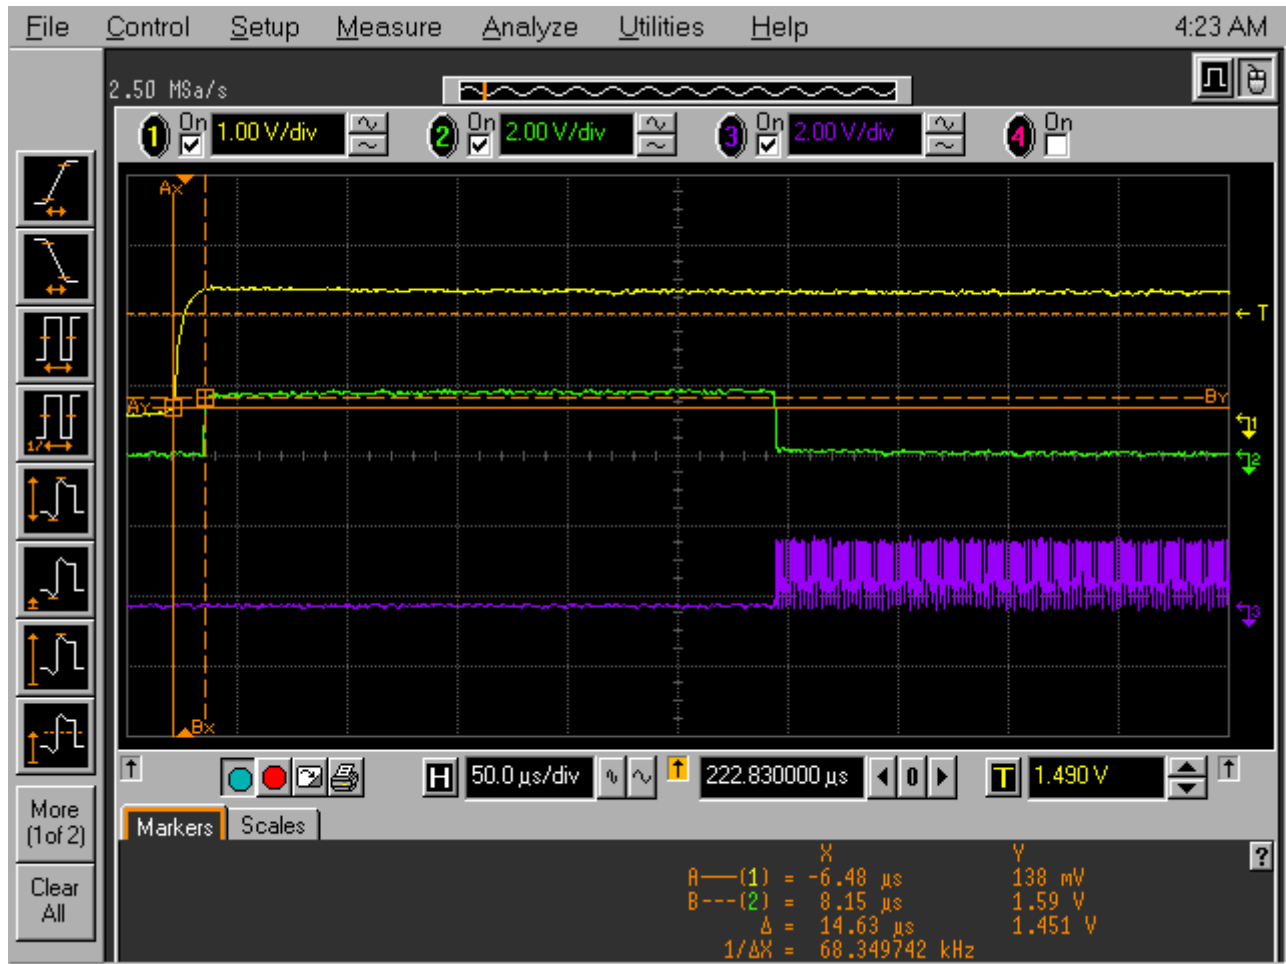 File Control Setup Measure Analyze Utilities Help 4:23 AM
2.50 MSa/s
1 On 1.00 V/div 2 On 2.00 V/div 3 On 2.00 V/div 4 On
Ax
T
Ay By
1
2
1/
3
Bx
H 50.0 µs/div 222.830000 µs 0 T 1.490 V
More
(1of 2)
Markers Scales
Clear
All
?
X Y
A——(1) = -6.48 µs 138 mV
B---(2) = 8.15 µs 1.59 V
Δ = 14.63 µs 1.451 V
1/ΔX = 68.349742 kHz